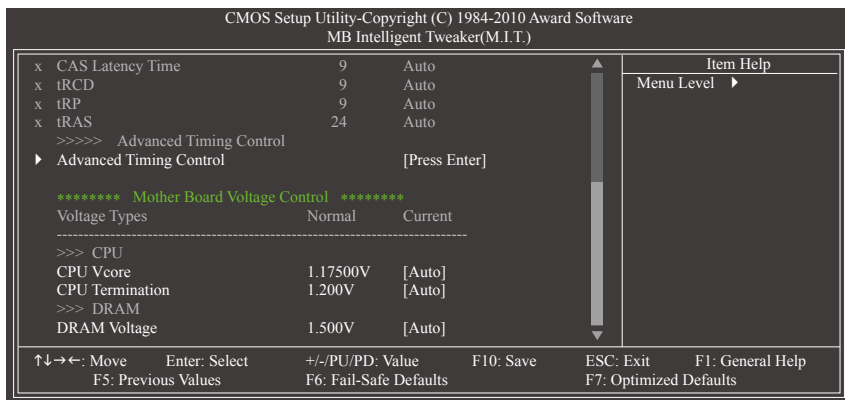 CMOS Setup Utility-Copyright (C) 1984-2010 Award Software
MB Intelligent Tweaker(M.I.T.)
x CAS Latency Time 9 Auto
x tRCD 9 Auto
x tRP 9 Auto
x tRAS 24 Auto
>>>>> Advanced Timing Control
Advanced Timing Control [Press Enter]
******** Mother Board Voltage Control ********
Voltage Types Normal Current
-----------------------------------------------------------------------------
>>> CPU
CPU Vcore 1.17500V [Auto]
CPU Termination 1.200V [Auto]
>>> DRAM
DRAM Voltage 1.500V [Auto]
Item Help
Menu Level
↑↓→←: Move Enter: Select +/-/PU/PD: Value F10: Save ESC: Exit F1: General Help
F5: Previous Values F6: Fail-Safe Defaults F7: Optimized Defaults